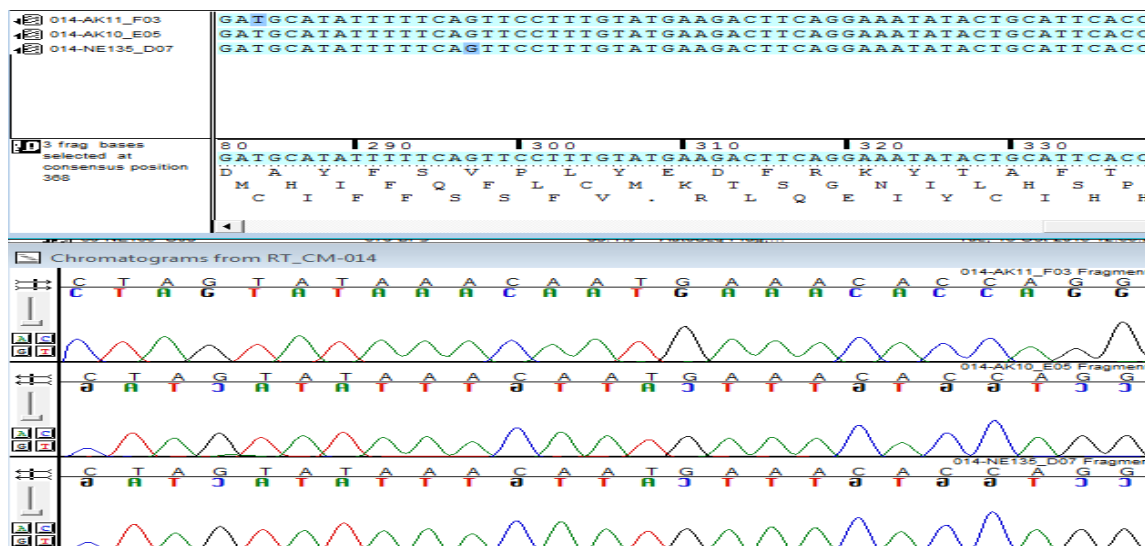 014-AK11_F03 GATGCATATTTTTCAGTTCCTTTGTATGAAGACTTCAGGAAATATACTGCATTCACC
014-AK10_E05 GATGCATATTTTTCAGTTCCTTTGTATGAAGACTTCAGGAAATATACTGCATTCACC
014-NE135_D07 GATGCATATTTTTCAGTTCCTTTGTATGAAGACTTCAGGAAATATACTGCATTCACC
3 frag bases selected at consensus position 368
80 290 300 310 320 330
GATGCATATTTTTCAGTTCCTTTGTATGAAGACTTCAGGAAATATACTGCATTCACC
D A Y F S V P L Y E D F R K Y T A F T
M H I F Q F L C M K T S G N I Y L H S P
C I F F S S F V . R L Q E I Y C I H H
Chromatograms from RT_CM-014
014-AK11_F03 Fragmen
C T A G T A T A A A C A A T G A A A C A C C A G G
C T A G T A T A A A C A A T G A A A C A C C A G G
A C
G T
014-AK10_E05 Fragmen
C T A G T A T A A A C A A T G A A A C A C C A G G
G A T C A T A T T T G T T A C T T T G T G G T C C
A C
G T
014-NE135_D07 Fragmen
C T A G T A T A A A C A A T G A A A C A C C A G G
G A T C A T A T T T G T T A C T T T G T G G T C C
A C
G T